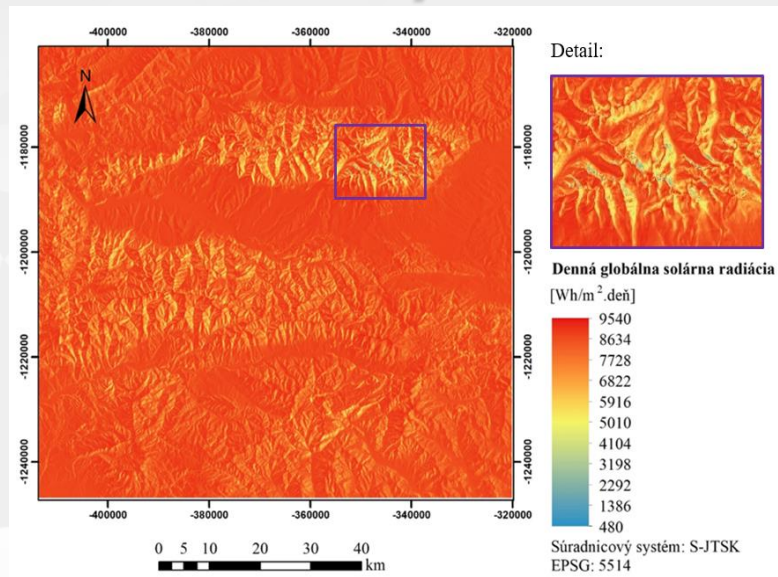 -400000 -380000 -360000 -340000 -320000
Detail:
N
-1180000 -1180000
-1200000 -1200000
-1220000 -1220000
-1240000 -1240000
-400000 -380000 -360000 -340000 -320000
0 5 10 20 30 40
km
Denná globálna solárna radiácia
[Wh/m².deň]
9540
8634
7728
6822
5916
5010
4104
3198
2292
1386
480
Súradnicový systém: S-JTSK
EPSG: 5514